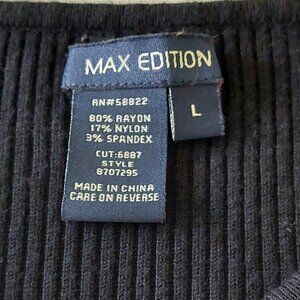 MAX EDITION
RN#58822
L
80% RAYON
17% NYLON
3% SPANDEX
CUT:6887
STYLE
8707295
MADE IN CHINA
CARE ON REVERSE